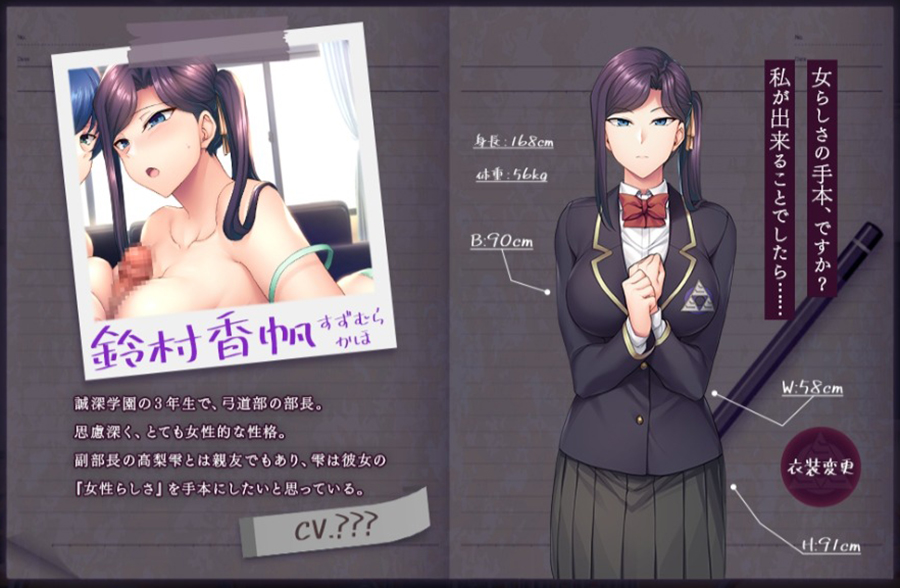 鈴村香帆
すずむら
かほ
誠深学園の3年生で、弓道部の部長。
思慮深く、とても女性的な性格。
副部長の高梨雫とは親友でもあり、雫は彼女の
『女性らしさ』を手本にしたいと思っている。
CV.???
女らしさの手本、ですか?
私が出来ることでしたら……
身長:168cm
体重:56kg
B:90cm
W:58cm
衣装変更
H:91cm